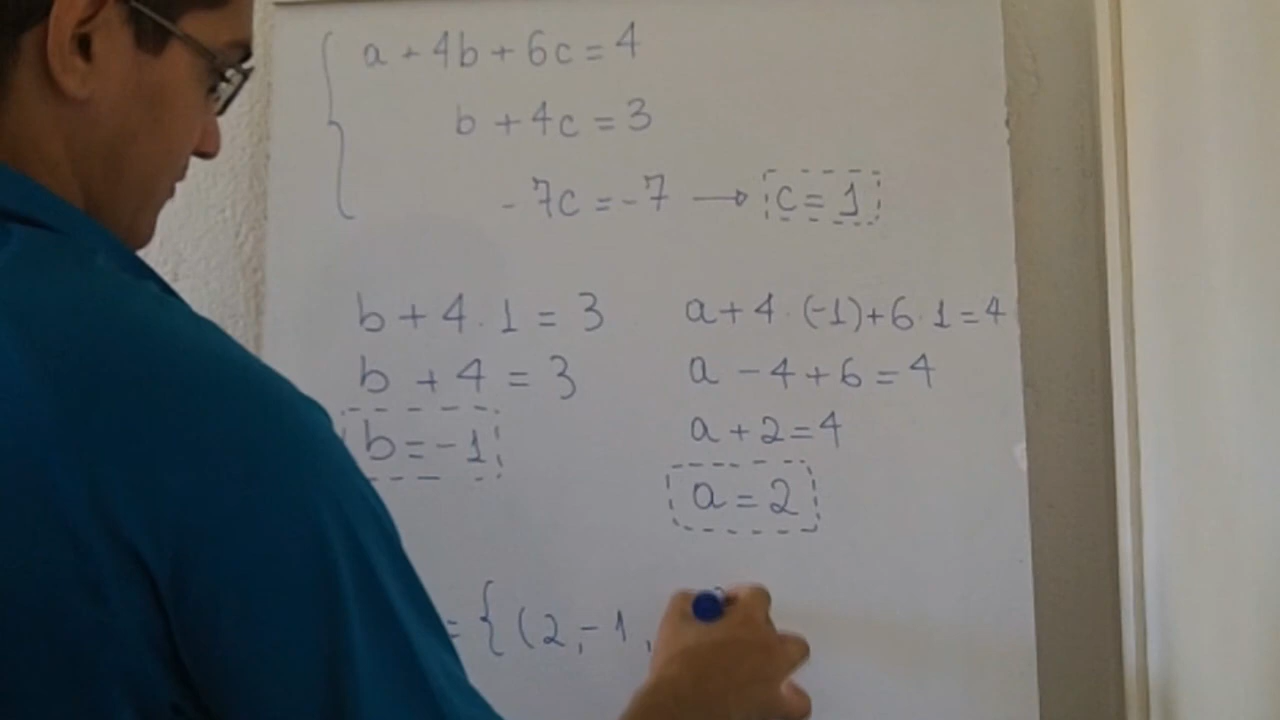 a + 4b + 6c = 4
b + 4c = 3
-7c = -7 → c = 1
b + 4 . 1 = 3
b + 4 = 3
b = -1
a + 4 . (-1) + 6 . 1 = 4
a - 4 + 6 = 4
a + 2 = 4
a = 2
= { (2, -1 ,